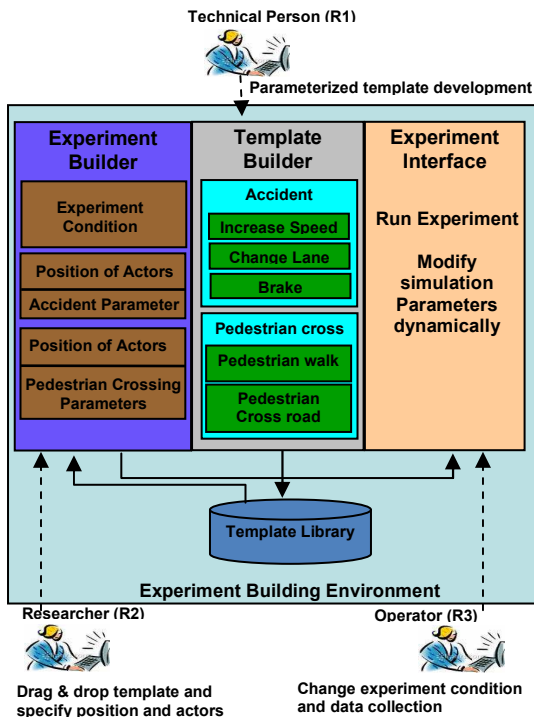 Technical Person (R1)
Parameterized template development
Experiment
Builder
Experiment
Condition
Position of Actors
Accident Parameter
Position of Actors
Pedestrian Crossing
Parameters
Template
Builder
Accident
Increase Speed
Change Lane
Brake
Pedestrian cross
Pedestrian walk
Pedestrian
Cross road
Experiment
Interface
Run Experiment
Modify
simulation
Parameters
dynamically
Template Library
Experiment Building Environment
Researcher (R2)
Drag & drop template and
specify position and actors
Operator (R3)
Change experiment condition
and data collection